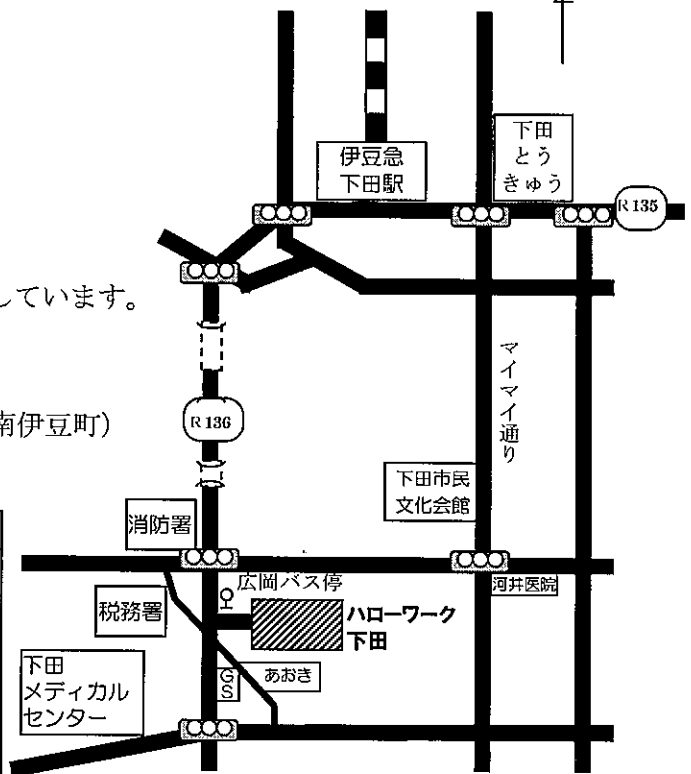 下田
とう
きゅう
伊豆急
下田駅
R 135
しています。
マイマイ通り
南伊豆町）
R 136
下田市民
文化会館
消防署
広岡バス停
河井医院
税務署
ハローワーク
下田
下田
メディカル
センター
GS
あおき